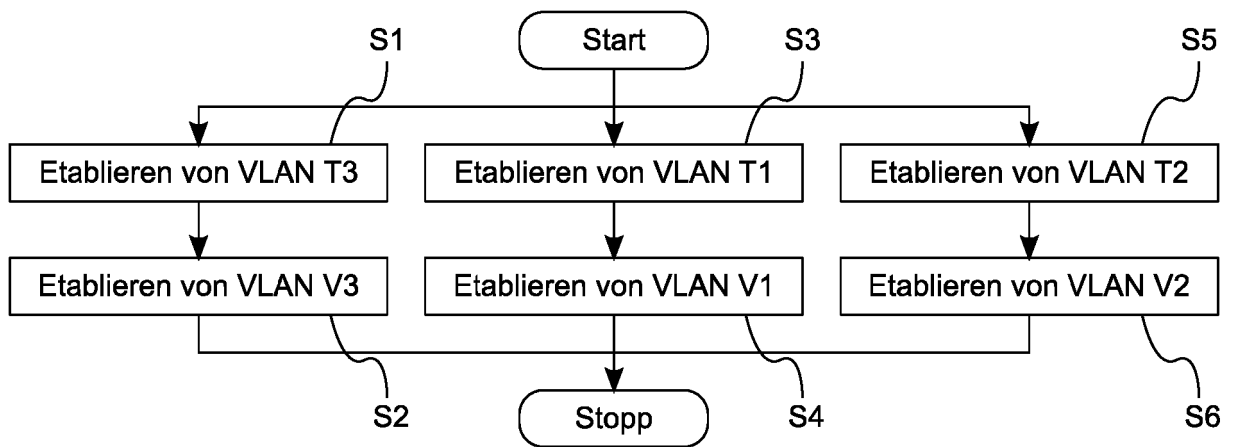 Start
S1
S3
S5
Etablieren von VLAN T3
Etablieren von VLAN T1
Etablieren von VLAN T2
Etablieren von VLAN V3
Etablieren von VLAN V1
Etablieren von VLAN V2
Stopp
S2
S4
S6